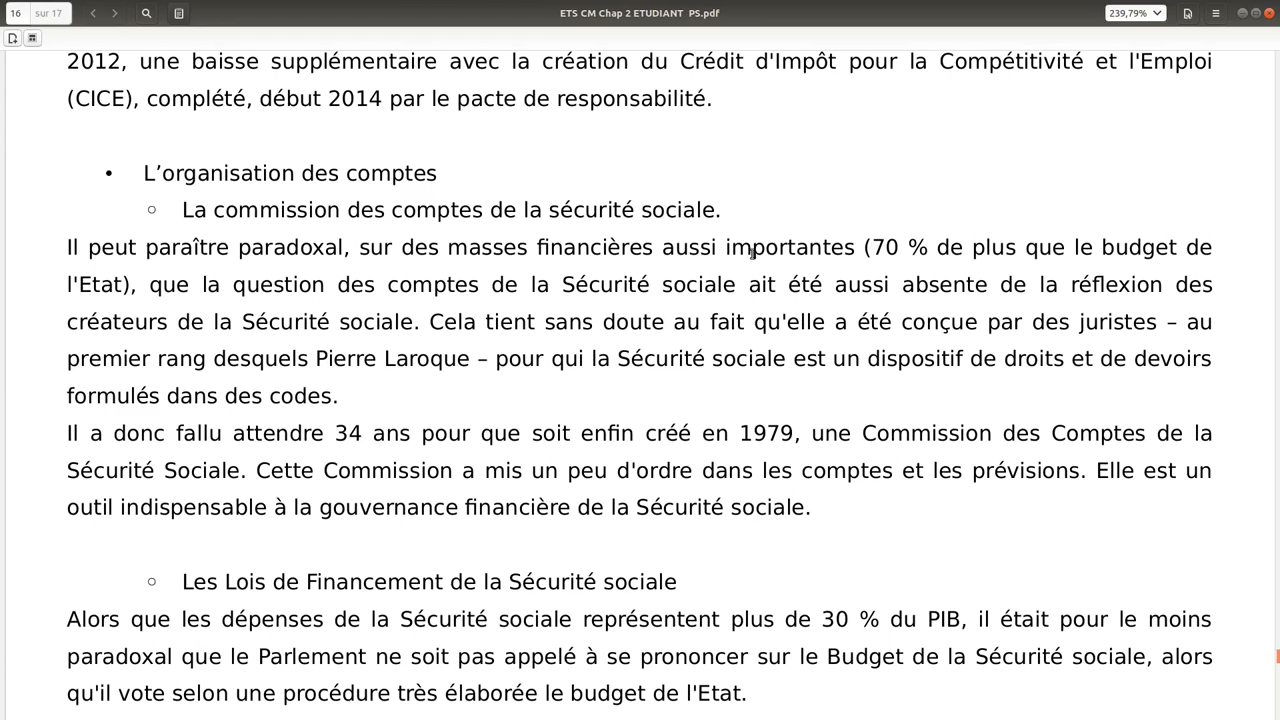 16 sur 17
ETS CM Chap 2 ETUDIANT PS.pdf
239,79%
2012, une baisse supplémentaire avec la création du Crédit d'Impôt pour la Compétitivité et l'Emploi
(CICE), complété, début 2014 par le pacte de responsabilité.
• L’organisation des comptes
◦ La commission des comptes de la sécurité sociale.
Il peut paraître paradoxal, sur des masses financières aussi importantes (70 % de plus que le budget de
l'Etat), que la question des comptes de la Sécurité sociale ait été aussi absente de la réflexion des
créateurs de la Sécurité sociale. Cela tient sans doute au fait qu'elle a été conçue par des juristes – au
premier rang desquels Pierre Laroque – pour qui la Sécurité sociale est un dispositif de droits et de devoirs
formulés dans des codes.
Il a donc fallu attendre 34 ans pour que soit enfin créé en 1979, une Commission des Comptes de la
Sécurité Sociale. Cette Commission a mis un peu d'ordre dans les comptes et les prévisions. Elle est un
outil indispensable à la gouvernance financière de la Sécurité sociale.
◦ Les Lois de Financement de la Sécurité sociale
Alors que les dépenses de la Sécurité sociale représentent plus de 30 % du PIB, il était pour le moins
paradoxal que le Parlement ne soit pas appelé à se prononcer sur le Budget de la Sécurité sociale, alors
qu'il vote selon une procédure très élaborée le budget de l'Etat.